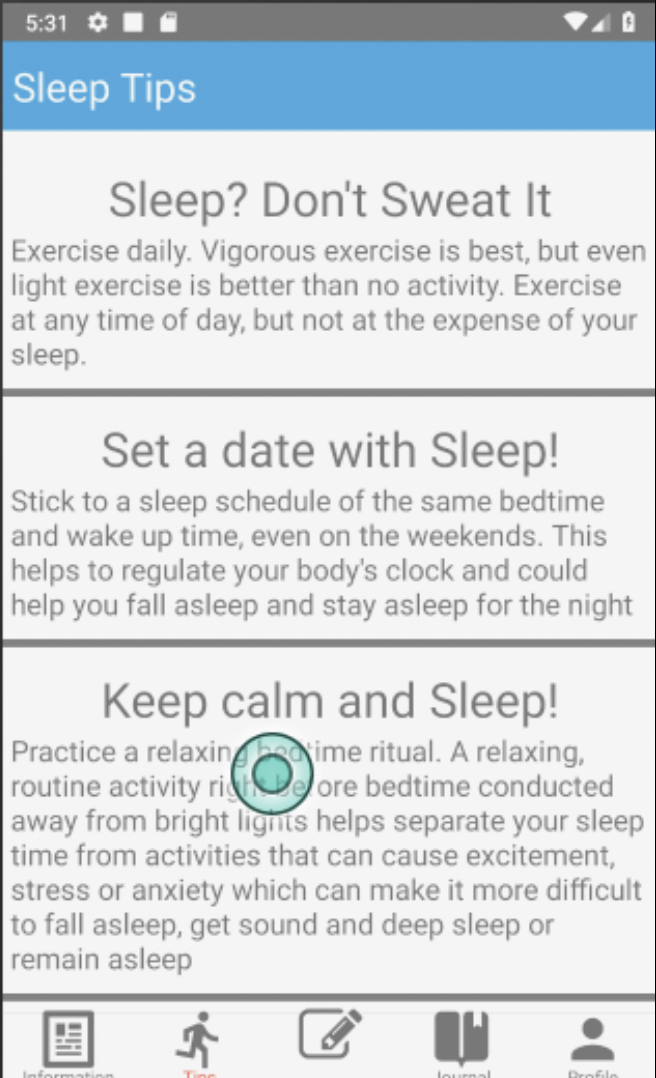 5:31
Sleep Tips
Sleep? Don't Sweat It
Exercise daily. Vigorous exercise is best, but even
light exercise is better than no activity. Exercise
at any time of day, but not at the expense of your
sleep.
Set a date with Sleep!
Stick to a sleep schedule of the same bedtime
and wake up time, even on the weekends. This
helps to regulate your body's clock and could
help you fall asleep and stay asleep for the night
Keep calm and Sleep!
Practice a relaxing bedtime ritual. A relaxing,
routine activity right before bedtime conducted
away from bright lights helps separate your sleep
time from activities that can cause excitement,
stress or anxiety which can make it more difficult
to fall asleep, get sound and deep sleep or
remain asleep
Information Tips Journal Profile